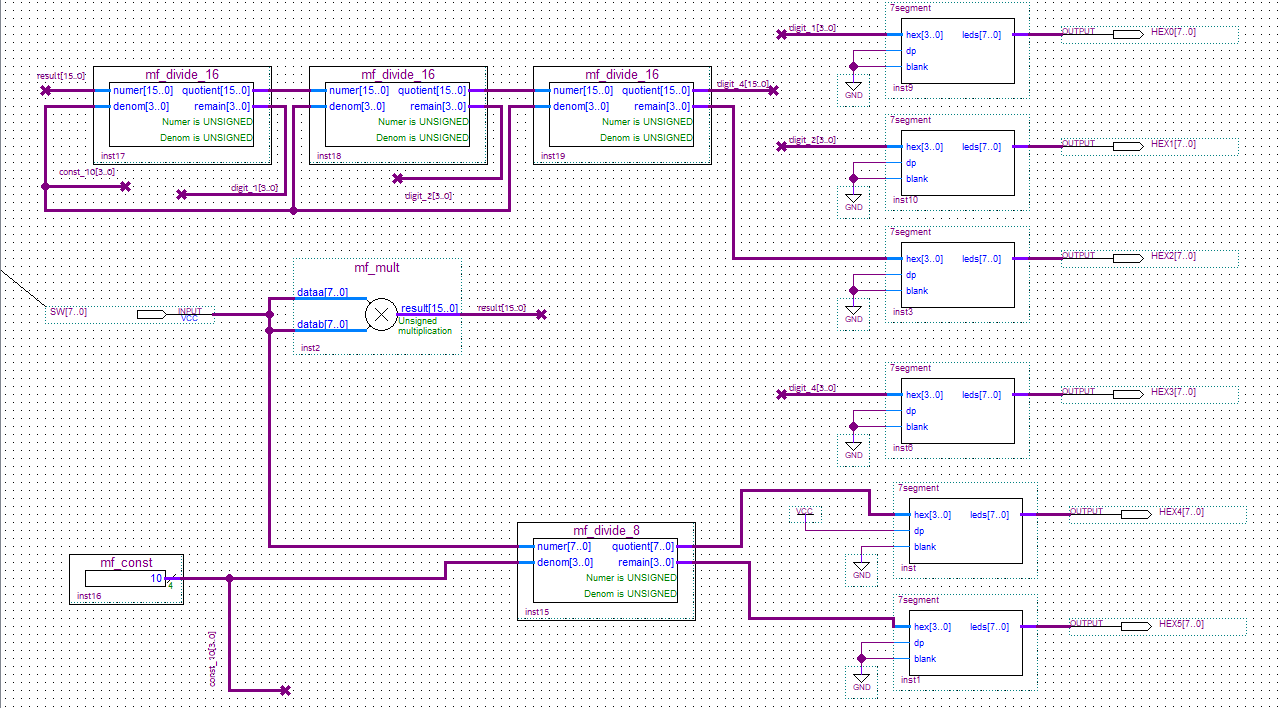 result[15..0]
mf_divide_16
numer[15..0] quotient[15..0]
denom[3..0] remain[3..0]
Numer is UNSIGNED
Denom is UNSIGNED
inst17
const_10[3..0]
digit_1[3..0]
mf_divide_16
numer[15..0] quotient[15..0]
denom[3..0] remain[3..0]
Numer is UNSIGNED
Denom is UNSIGNED
inst18
digit_2[3..0]
mf_divide_16
numer[15..0] quotient[15..0]
denom[3..0] remain[3..0]
Numer is UNSIGNED
Denom is UNSIGNED
inst19
digit_4[15..0]
7segment
digit_1[3..0]
hex[3..0] leds[7..0]
dp
blank
inst9
GND
OUTPUT HEX0[7..0]
7segment
digit_2[3..0]
hex[3..0] leds[7..0]
dp
blank
inst10
GND
OUTPUT HEX1[7..0]
7segment
hex[3..0] leds[7..0]
dp
blank
inst3
GND
OUTPUT HEX2[7..0]
SW[7..0]
INPUT
VCC
mf_mult
dataa[7..0]
datab[7..0]
result[15..0]
Unsigned
multiplication
inst2
result[15..0]
7segment
digit_4[3..0]
hex[3..0] leds[7..0]
dp
blank
inst6
GND
OUTPUT HEX3[7..0]
mf_const
10
4
inst16
const_10[3..0]
mf_divide_8
numer[7..0] quotient[7..0]
denom[3..0] remain[3..0]
Numer is UNSIGNED
Denom is UNSIGNED
inst15
7segment
VCC
hex[3..0] leds[7..0]
dp
blank
inst
GND
OUTPUT HEX4[7..0]
7segment
hex[3..0] leds[7..0]
dp
blank
inst1
GND
OUTPUT HEX5[7..0]